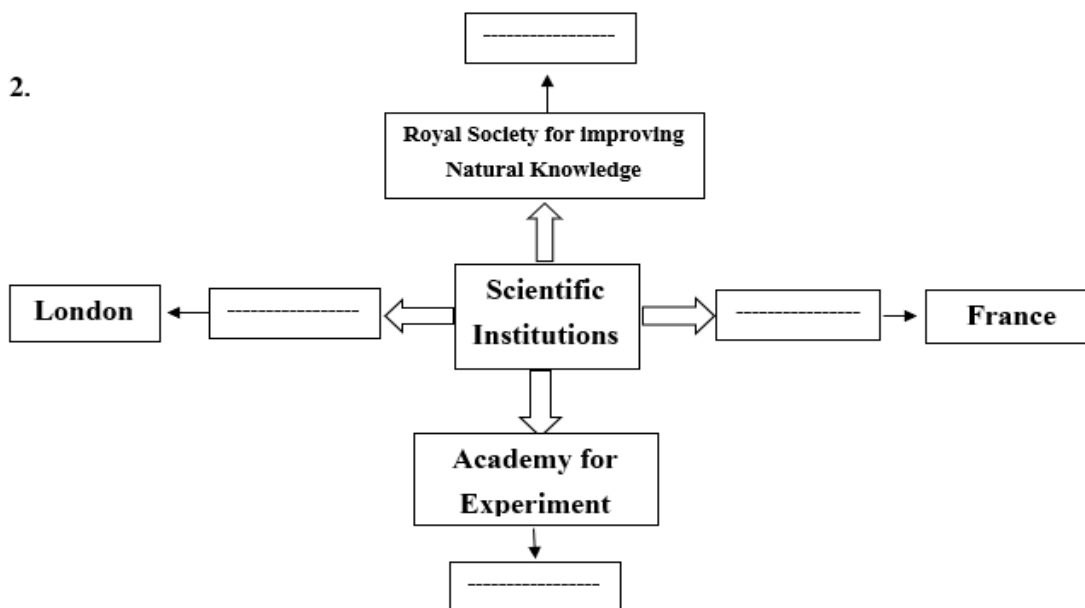 -----------------
2.
Royal Society for improving
Natural Knowledge
London
-----------------
Scientific
Institutions
----------------
France
Academy for
Experiment
-----------------